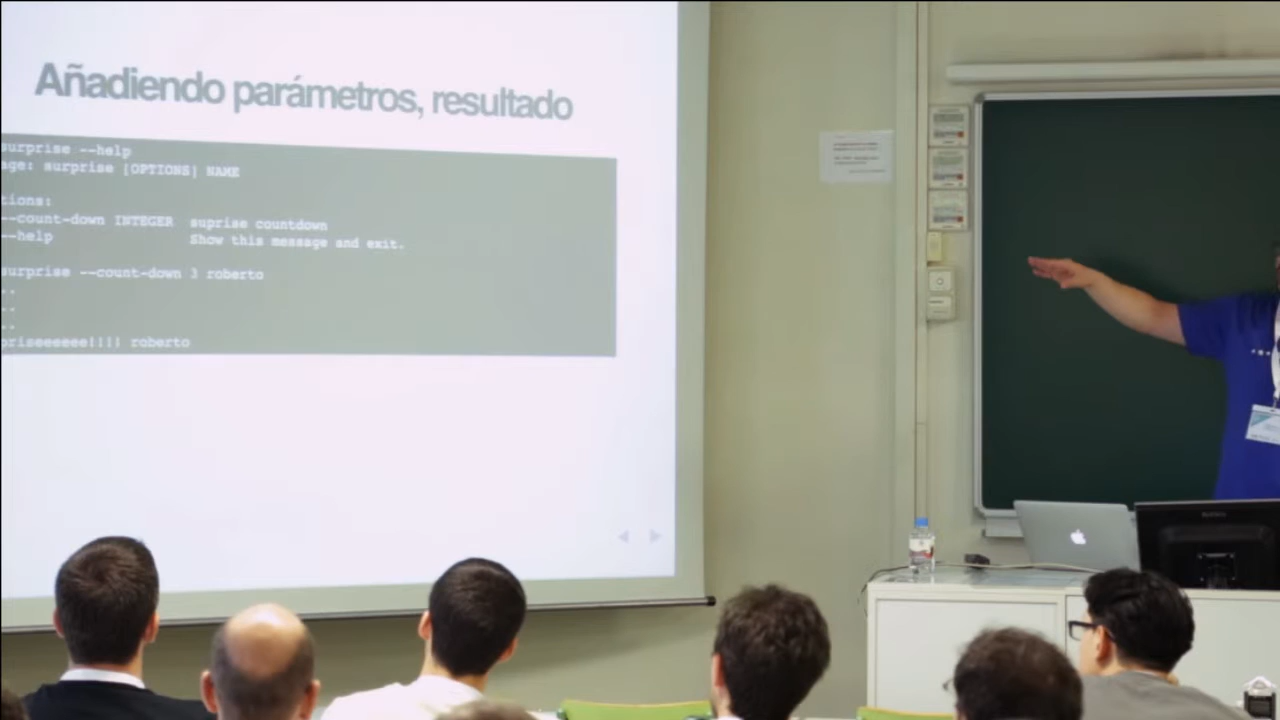 Añadiendo parámetros, resultado
surprise --help
age: surprise [OPTIONS] NAME
tions:
--count-down INTEGER suprise countdown
--help Show this message and exit.
surprise --count-down 3 roberto
..
..
..
priseeeeee!!!! roberto